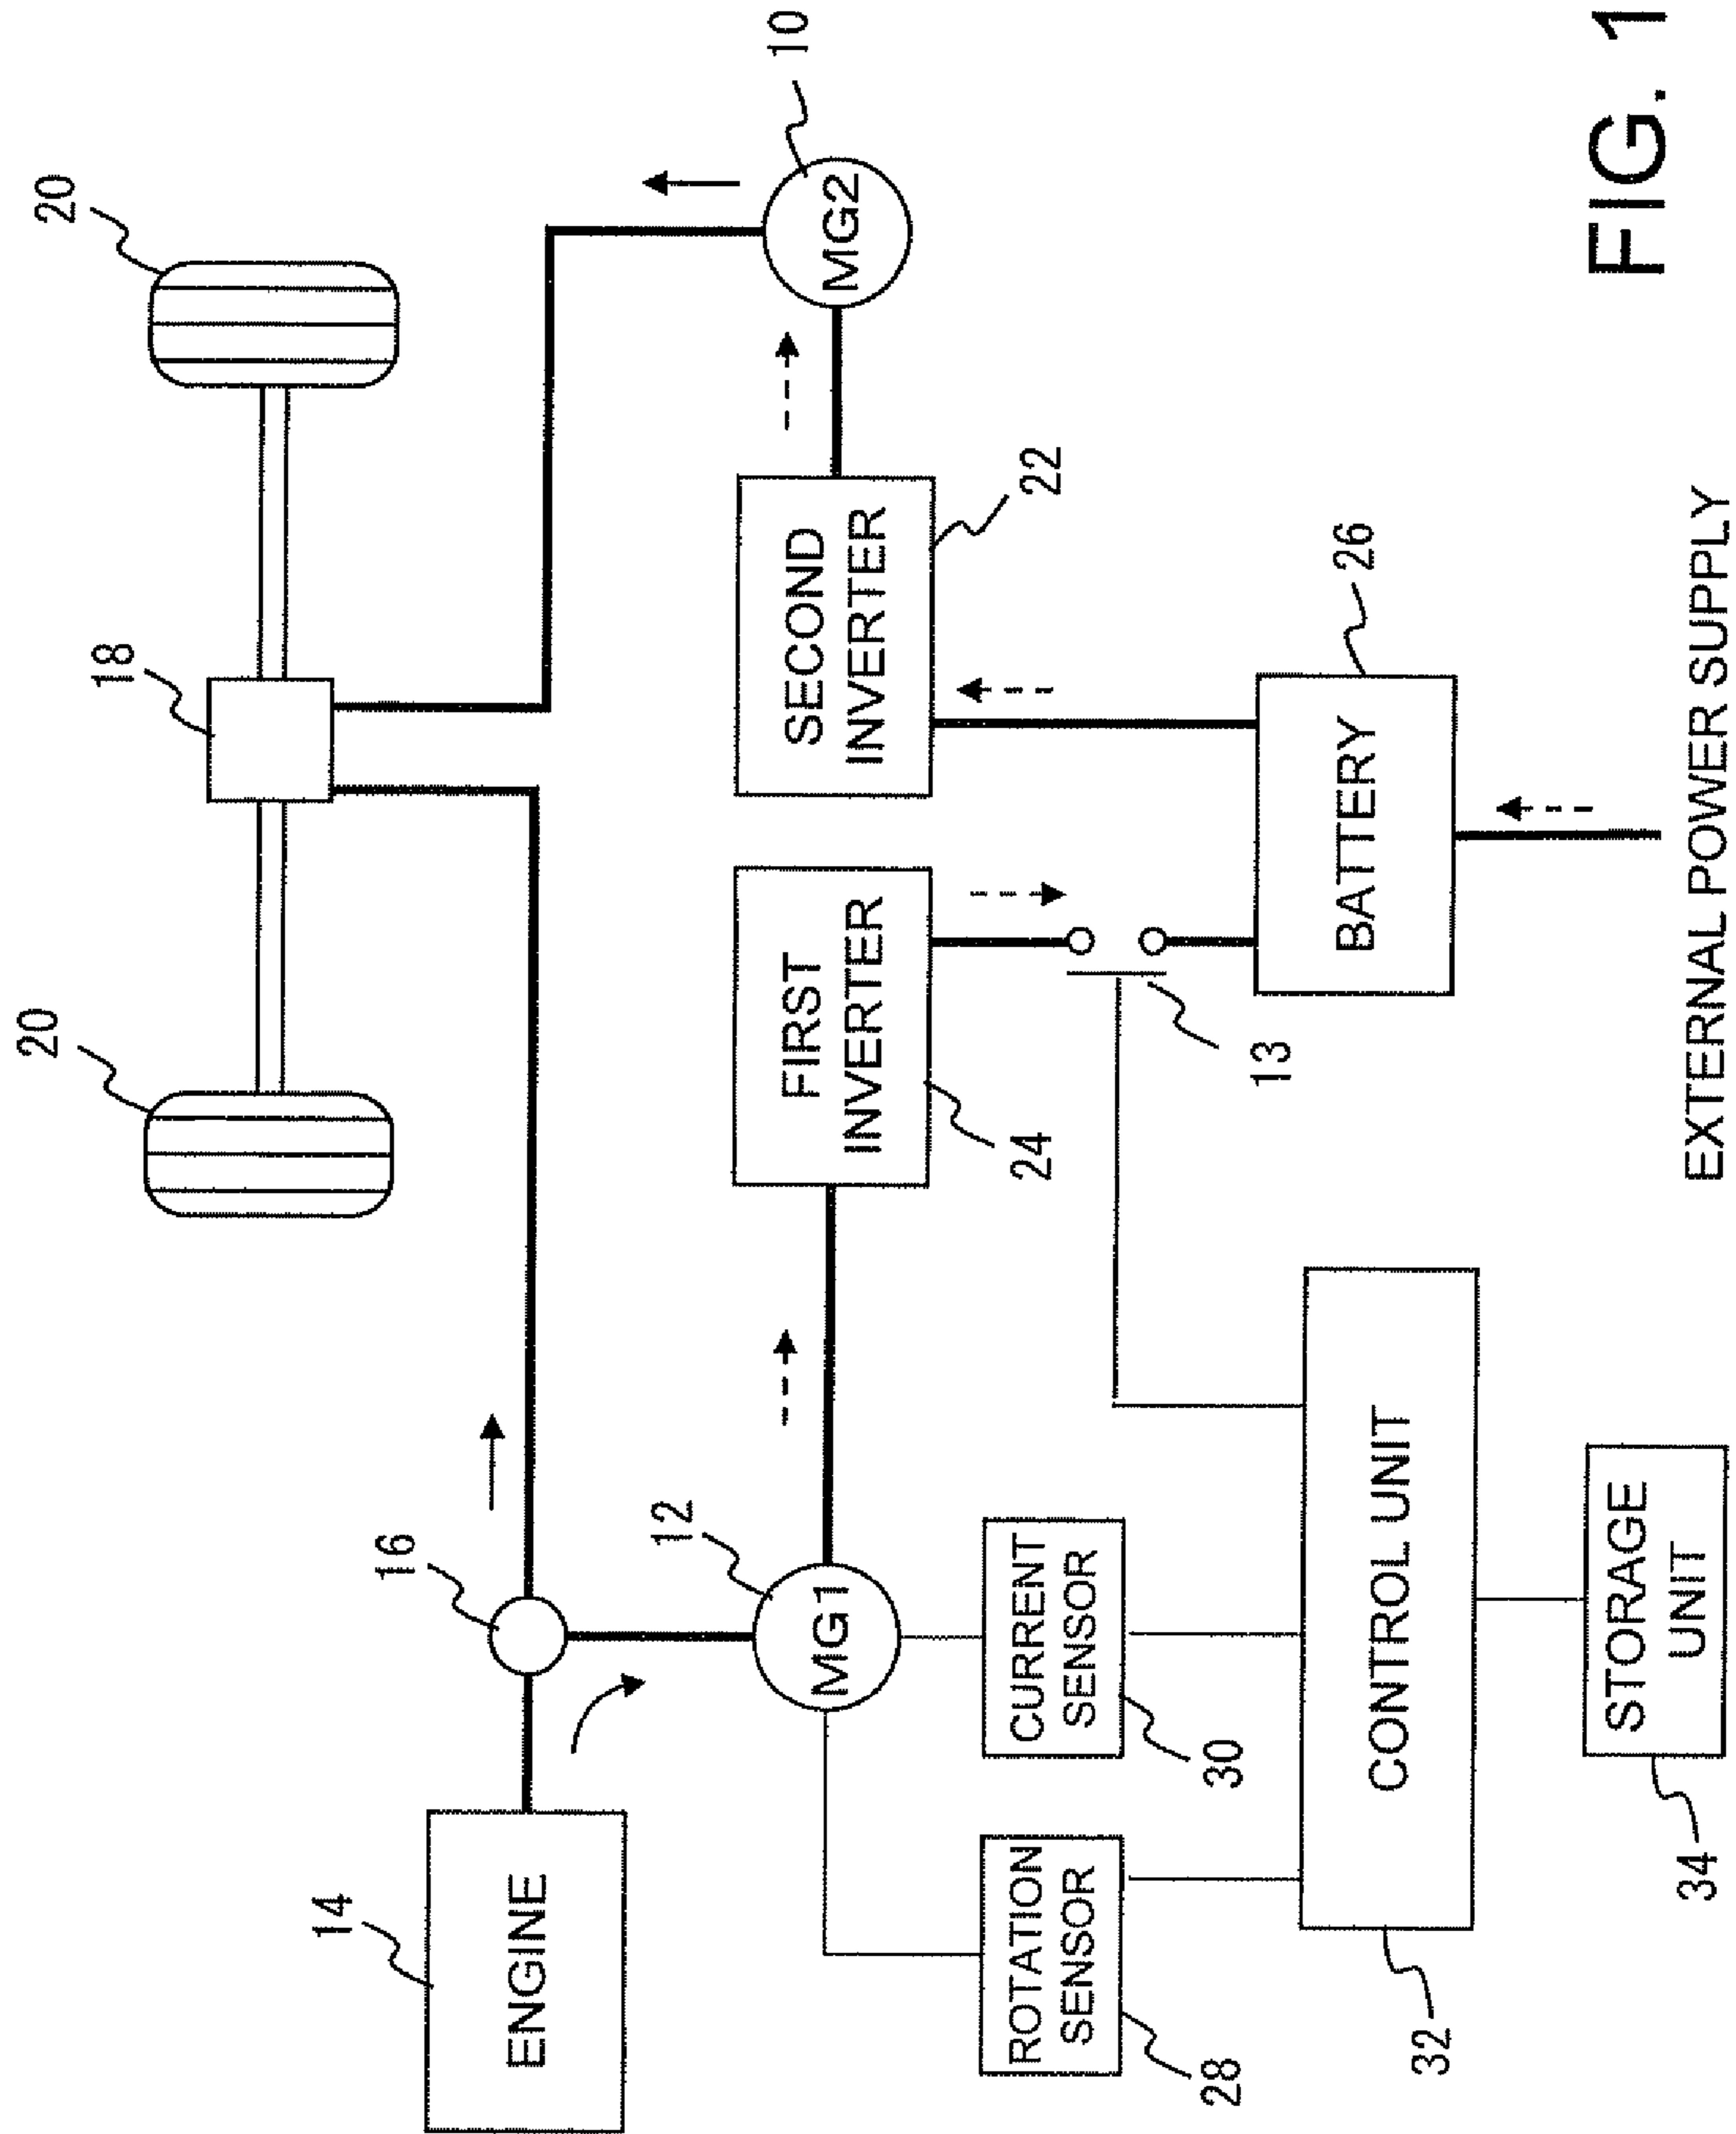 20
20
18
14
ENGINE
16
12
MG1
10
MG2
FIRST
INVERTER
24
SECOND
INVERTER
22
13
26
BATTERY
ROTATION
SENSOR
28
CURRENT
SENSOR
30
CONTROL UNIT
32
STORAGE
UNIT
34
EXTERNAL POWER SUPPLY
FIG. 1